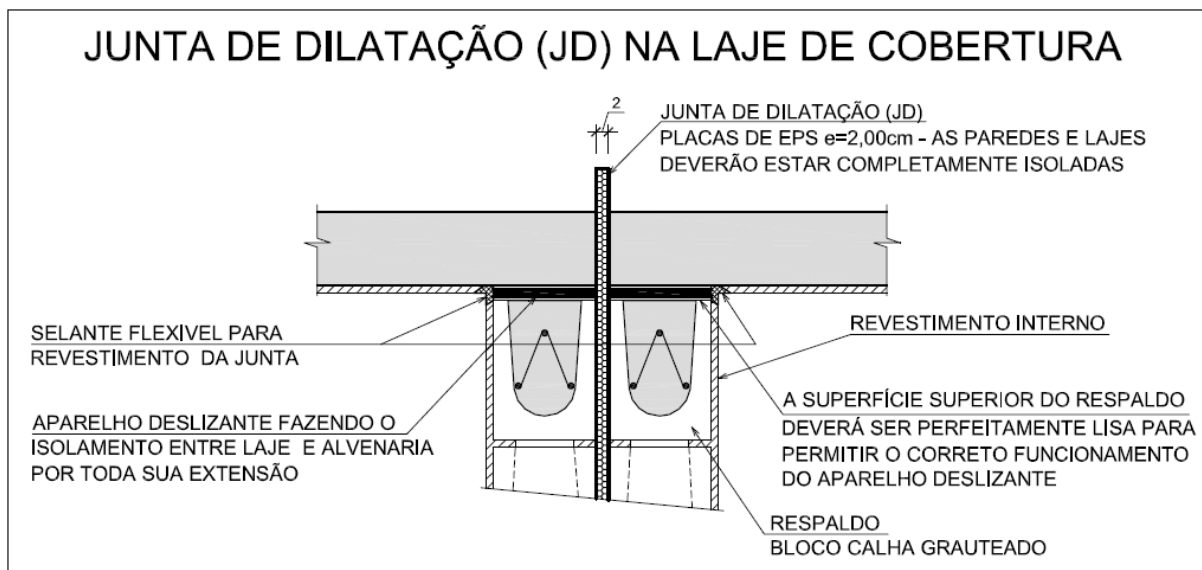 JUNTA DE DILATAÇÃO (JD) NA LAJE DE COBERTURA
2
JUNTA DE DILATAÇÃO (JD)
PLACAS DE EPS e=2,00cm - AS PAREDES E LAJES
DEVERÃO ESTAR COMPLETAMENTE ISOLADAS
SELANTE FLEXIVEL PARA
REVESTIMENTO DA JUNTA
APARELHO DESLIZANTE FAZENDO O
ISOLAMENTO ENTRE LAJE E ALVENARIA
POR TODA SUA EXTENSÃO
REVESTIMENTO INTERNO
A SUPERFÍCIE SUPERIOR DO RESPALDO
DEVERÁ SER PERFEITAMENTE LISA PARA
PERMITIR O CORRETO FUNCIONAMENTO
DO APARELHO DESLIZANTE
RESPALDO
BLOCO CALHA GRAUTEADO